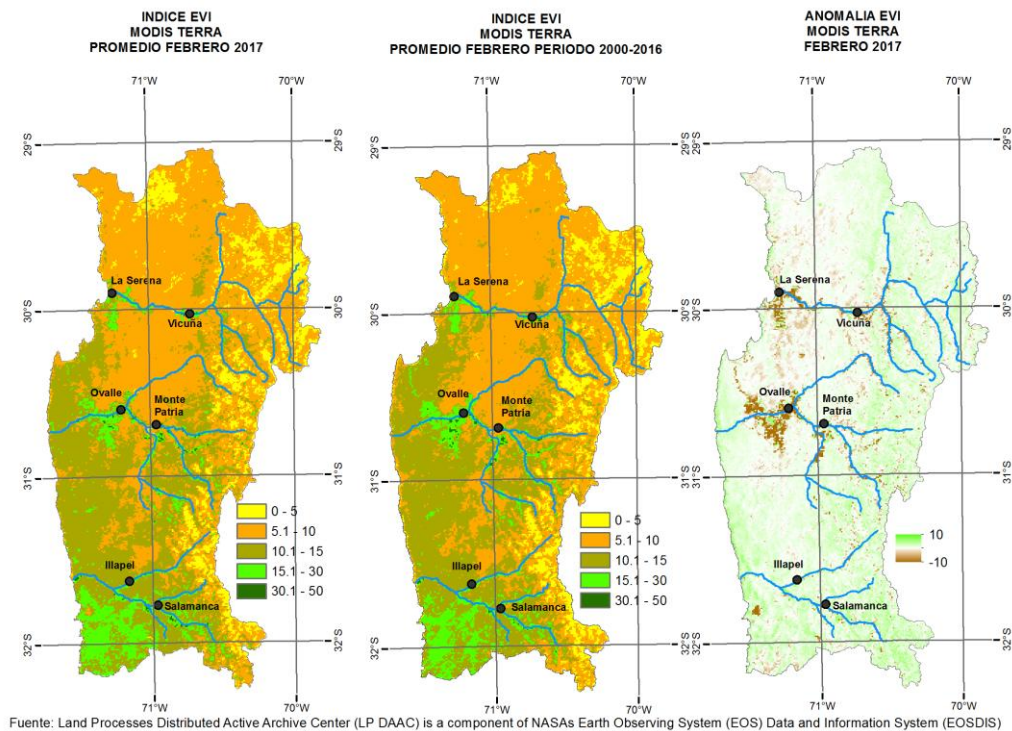 INDICE EVI
MODIS TERRA
PROMEDIO FEBRERO 2017
71°W
70°W
29°S
29°S
La Serena
Vicuña
30°S
30°S
Ovalle
Monte
Patria
31°S
31°S
0 - 5
5.1 - 10
10.1 - 15
15.1 - 30
30.1 - 50
Illapel
Salamanca
32°S
32°S
71°W
70°W
INDICE EVI
MODIS TERRA
PROMEDIO FEBRERO PERIODO 2000-2016
71°W
70°W
29°S
29°S
La Serena
Vicuna
30°S
30°S
Ovalle
Monte
Patria
31°S
31°S
0 - 5
5.1 - 10
10.1 - 15
15.1 - 30
30.1 - 50
Illapel
Salamanca
32°S
32°S
71°W
70°W
ANOMALIA EVI
MODIS TERRA
FEBRERO 2017
71°W
70°W
29°S
29°S
La Serena
Vicuna
30°S
30°S
Ovalle
Monte
Patria
31°S
31°S
10
-10
Illapel
Salamanca
32°S
32°S
71°W
70°W
Fuente: Land Processes Distributed Active Archive Center (LP DAAC) is a component of NASAs Earth Observing System (EOS) Data and Information System (EOSDIS)